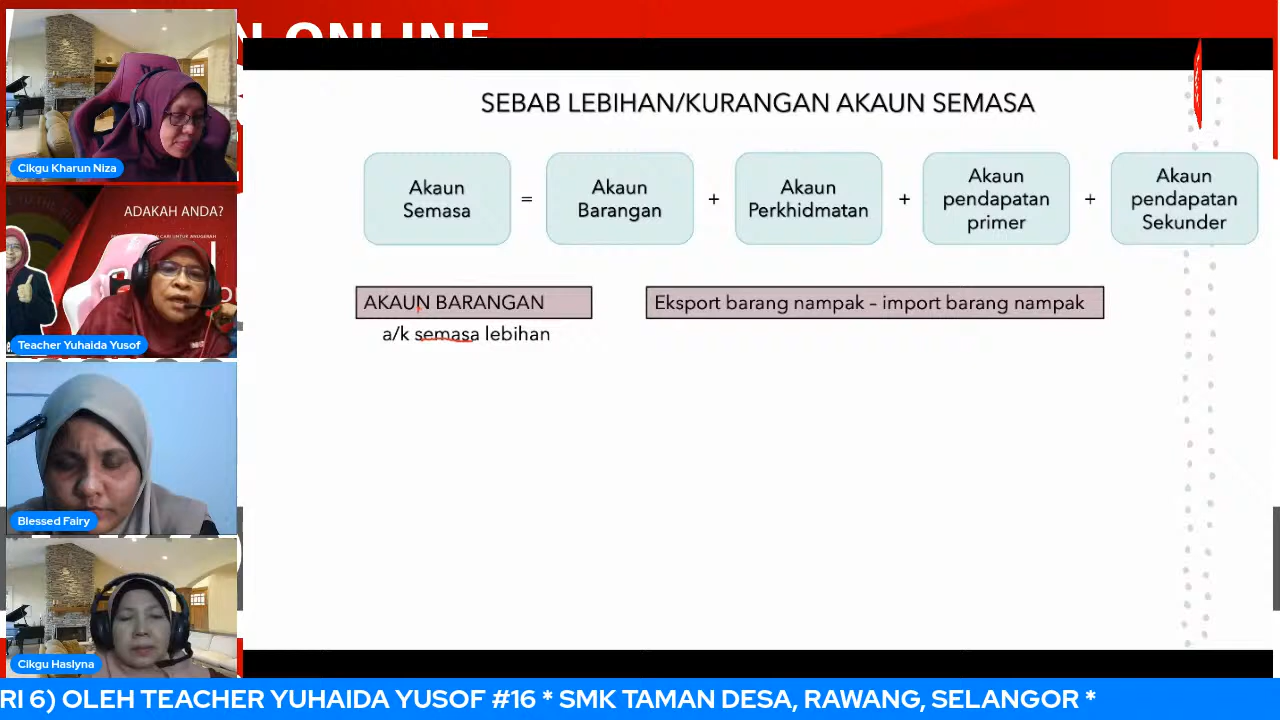 N ONLINE
SEBAB LEBIHAN/KURANGAN AKAUN SEMASA
Akaun
Semasa
=
Akaun
Barangan
+
Akaun
Perkhidmatan
+
Akaun
pendapatan
primer
+
Akaun
pendapatan
Sekunder
AKAUN BARANGAN
Eksport barang nampak – import barang nampak
a/k semasa lebihan
Cikgu Kharun Niza
ADAKAH ANDA?
Teacher Yuhaida Yusof
Blessed Fairy
Cikgu Haslyna
RI 6) OLEH TEACHER YUHAIDA YUSOF #16 * SMK TAMAN DESA, RAWANG, SELANGOR *